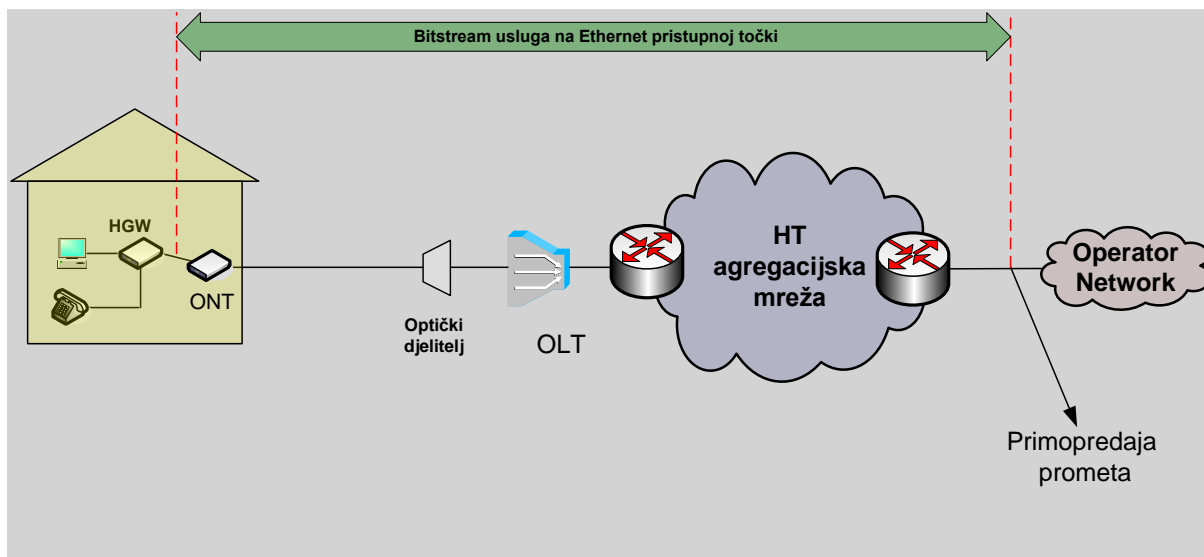 Bitstream usluga na Ethernet pristupnoj točki
HGW
ONT
Optički
djelitelj
OLT
HT
agregacijska
mreža
Operator
Network
Primopredaja
prometa